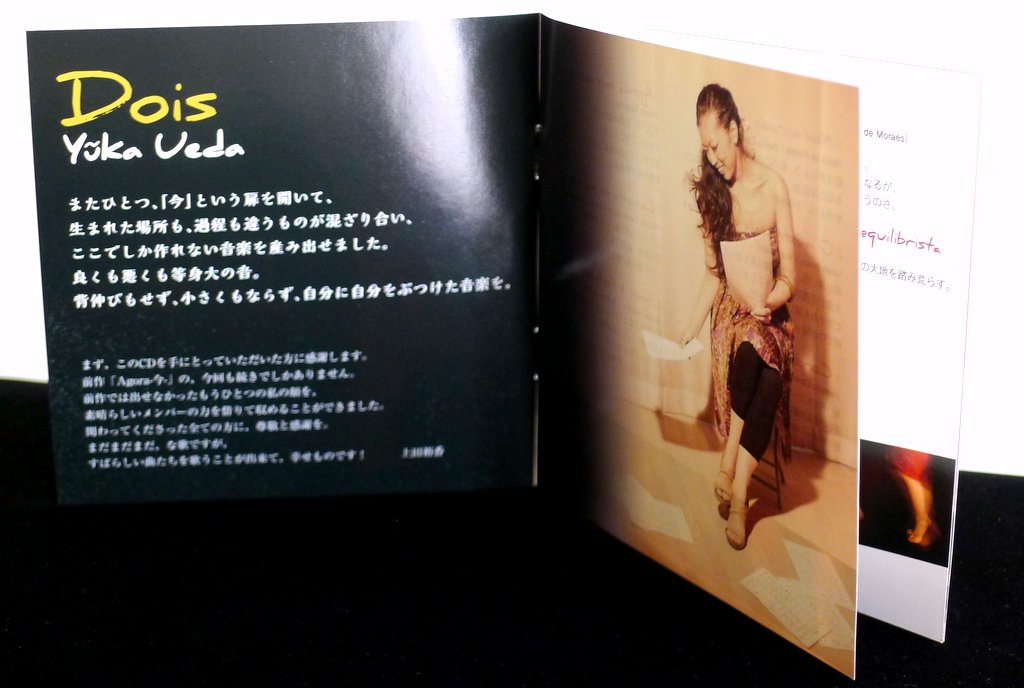 Dois
Yuka Ueda
またひとつ、「今」という扉を開いて、
生まれた場所も、過程も違うものが混ざり合い、
ここでしか作れない音楽を産み出せました。
良くも悪くも等身大の音。
背伸びもせず、小さくもならず、自分に自分をぶつけた音楽を。
まず、このCDを手にとっていただいた方に感謝します。
前作「Agora-今-」の、今回も続きでしかありません。
前作では出せなかったもうひとつの私の顔を、
素晴らしいメンバーの力を借りて収めることができました。
関わってくださった全ての方に、尊敬と感謝を。
まだまだまだ、な歌ですが、
すばらしい曲たちを歌うことが出来て、幸せものです！ 上田裕香
de Moraes)
なるが、
うのさ。
equilibrista
の大地を踏み荒らす。